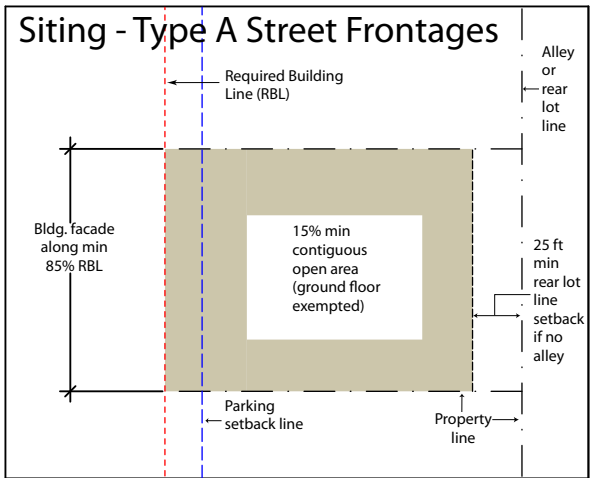 Siting - Type A Street Frontages
Required Building
Line (RBL)
Alley
or
rear
lot
line
Bldg. facade
along min
85% RBL
15% min
contiguous
open area
(ground floor
exempted)
25 ft
min
rear lot
line
setback
if no
alley
Parking
setback line
Property
line